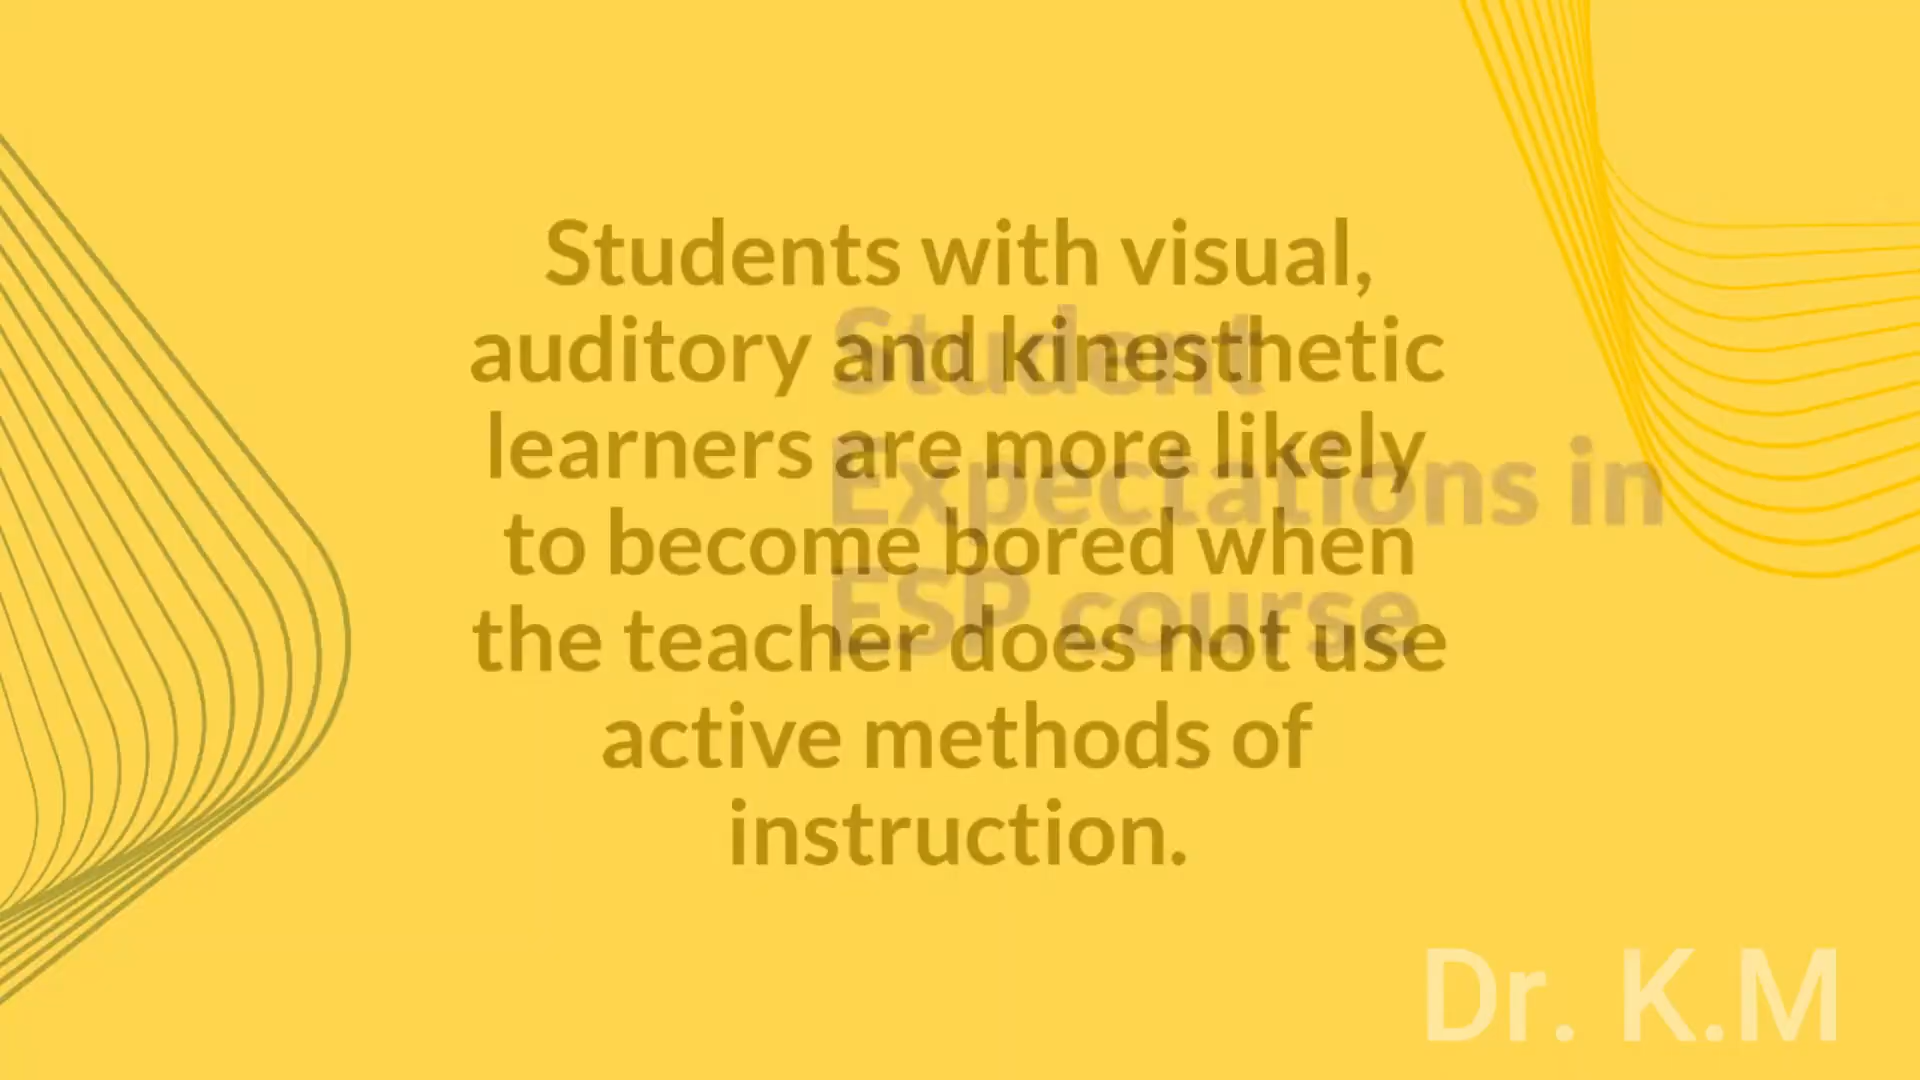 Students with visual,
auditory and kinesthetic
learners are more likely
to become bored when
the teacher does not use
active methods of
instruction.
Student
Expectations in
ESP course
Dr. K.M